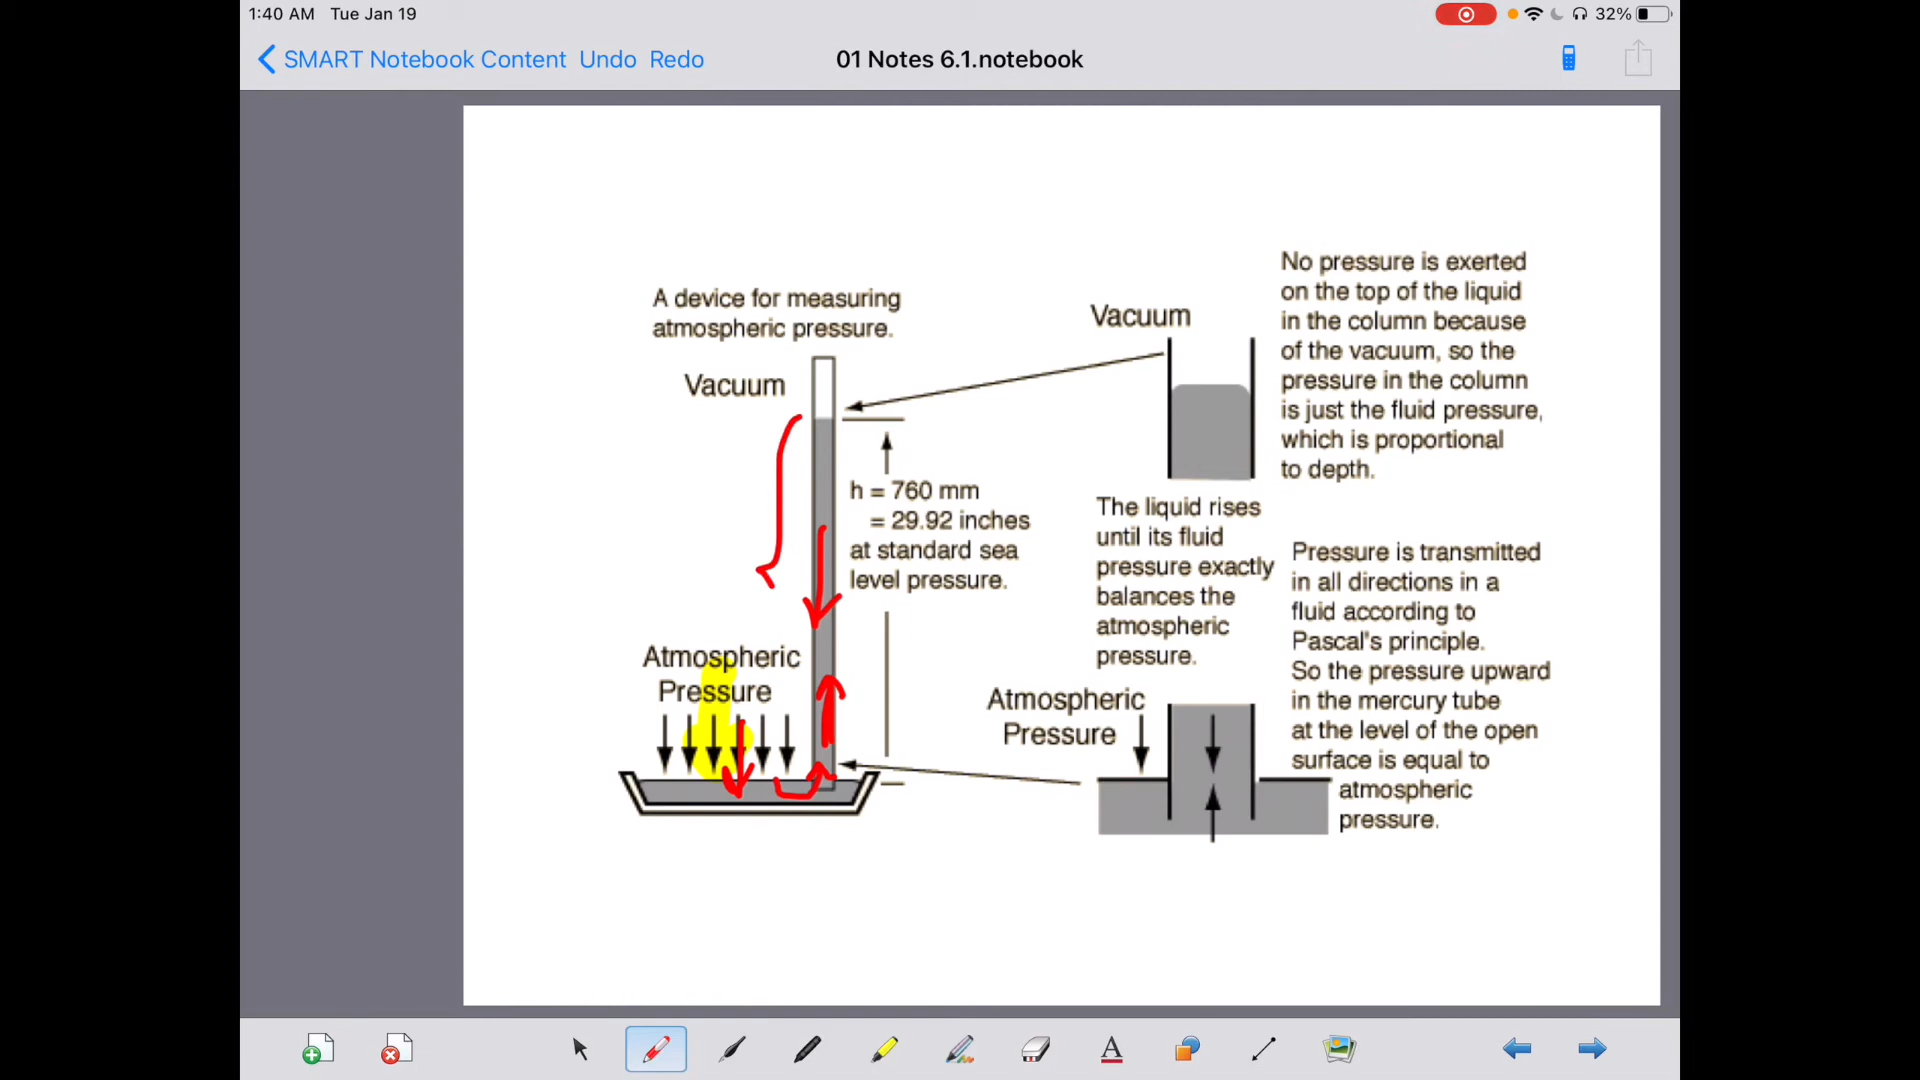 1:40 AM Tue Jan 19
32%
SMART Notebook Content Undo Redo
01 Notes 6.1.notebook
A device for measuring
atmospheric pressure.
Vacuum
h = 760 mm
= 29.92 inches
at standard sea
level pressure.
Atmospheric
Pressure
Vacuum
No pressure is exerted
on the top of the liquid
in the column because
of the vacuum, so the
pressure in the column
is just the fluid pressure,
which is proportional
to depth.
The liquid rises
until its fluid
pressure exactly
balances the
atmospheric
pressure.
Atmospheric
Pressure
Pressure is transmitted
in all directions in a
fluid according to
Pascal's principle.
So the pressure upward
in the mercury tube
at the level of the open
surface is equal to
atmospheric
pressure.
A